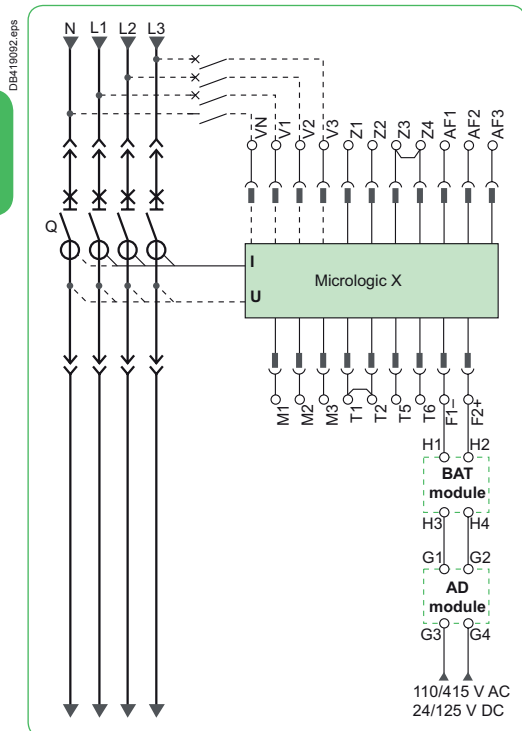 DB419092.eps
N L1 L2 L3
VN V1 V2 V3 Z1 Z2 Z3 Z4 AF1 AF2 AF3
Q
I
Micrologic X
U
M1 M2 M3 T1 T2 T5 T6 F1– F2+
H1 H2
BAT
module
H3 H4
G1 G2
AD
module
G3 G4
110/415 V AC
24/125 V DC